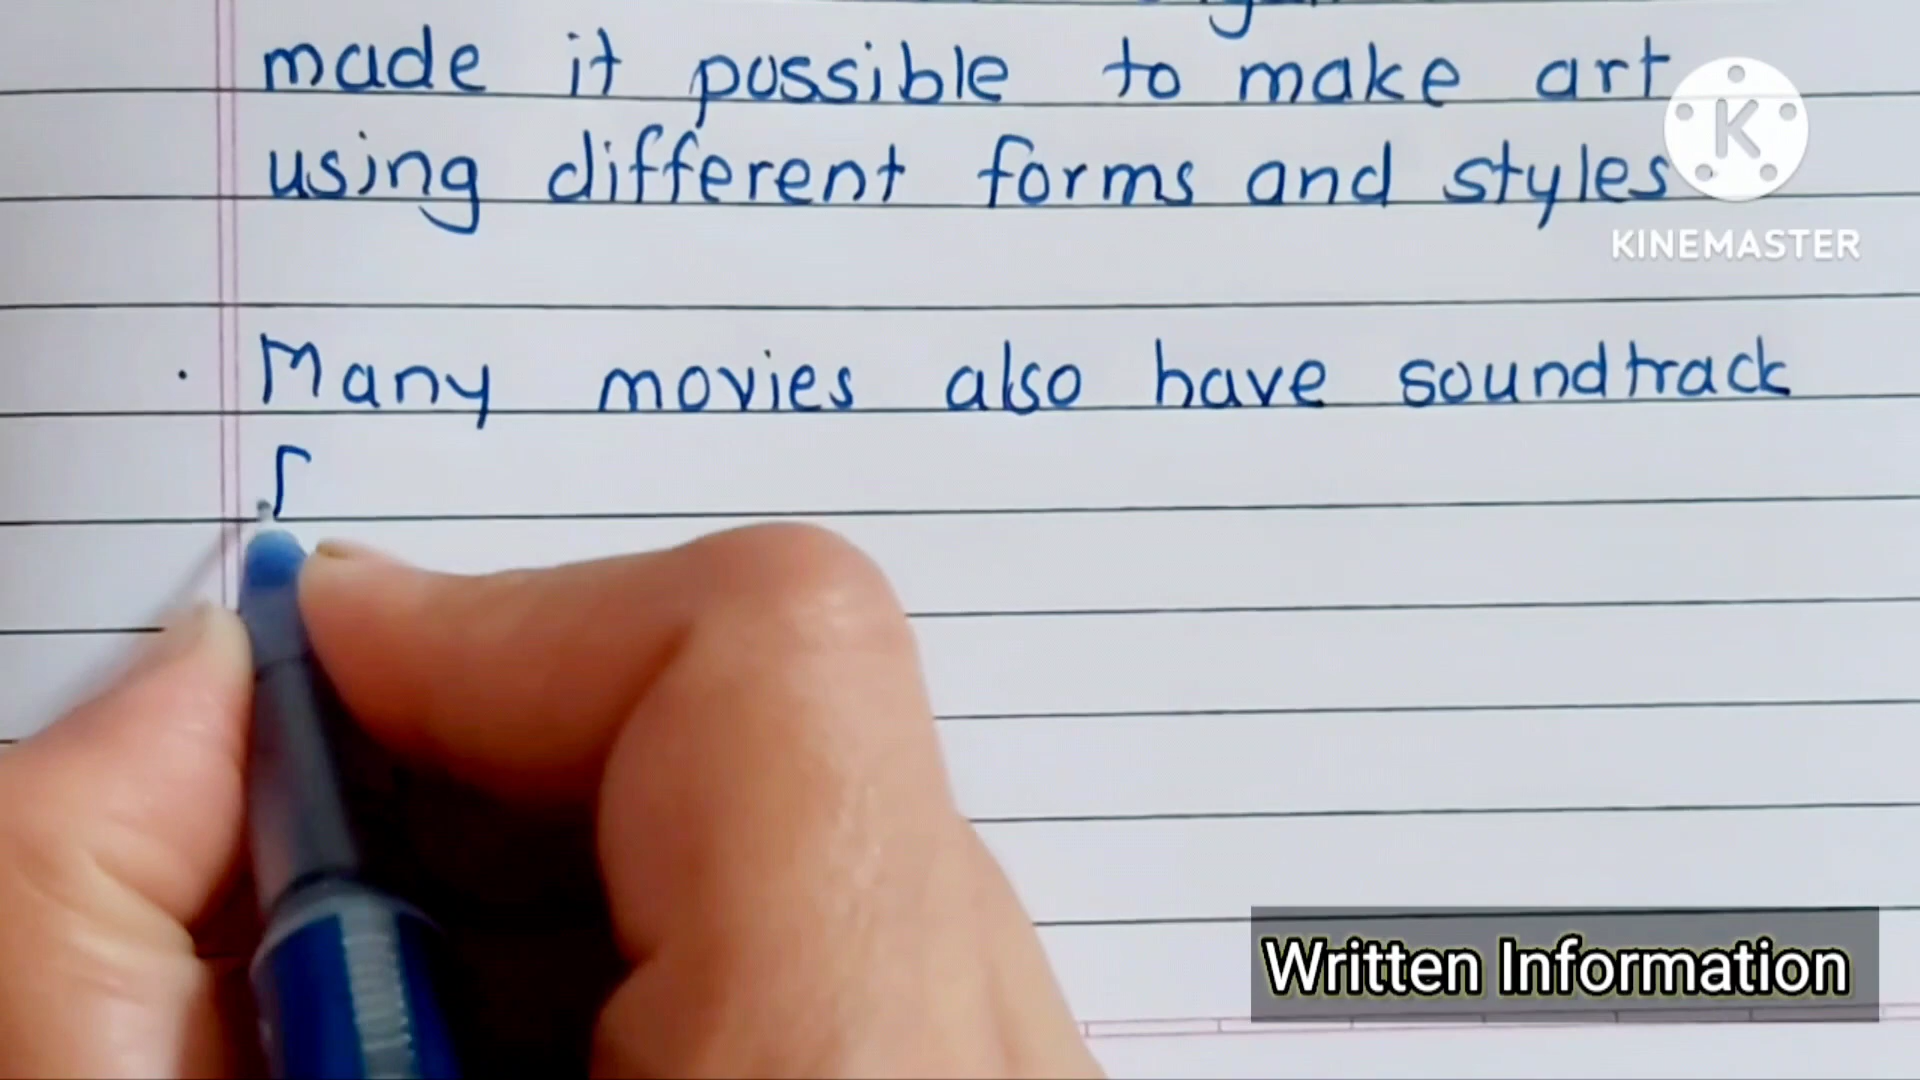 made it possible to make art
using different forms and styles
K
KINEMASTER
Many movies also have soundtrack
Written Information